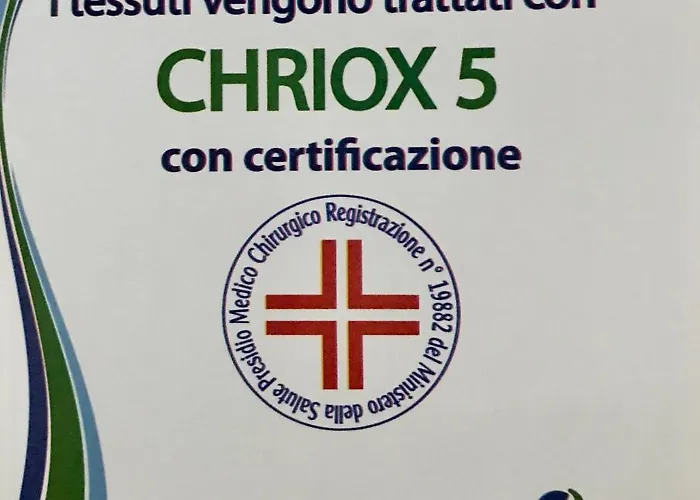 I tessuti vengono trattati con
CHRIOX 5
con certificazione
Presidio Medico Chirurgico Registrazione n° 19882 del Ministero della Salute